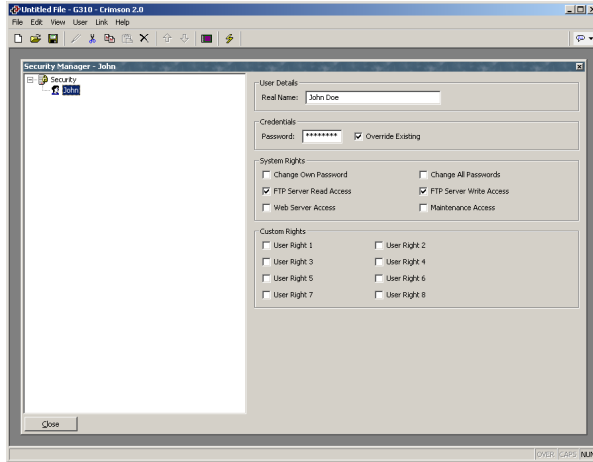 Untitled File - G310 - Crimson 2.0
File Edit View User Link Help
Security Manager - John
Security
John
User Details
Real Name: John Doe
Credentials
Password: ******** Override Existing
System Rights
Change Own Password Change All Passwords
FTP Server Read Access FTP Server Write Access
Web Server Access Maintenance Access
Custom Rights
User Right 1 User Right 2
User Right 3 User Right 4
User Right 5 User Right 6
User Right 7 User Right 8
Close
OVER CAPS NUM